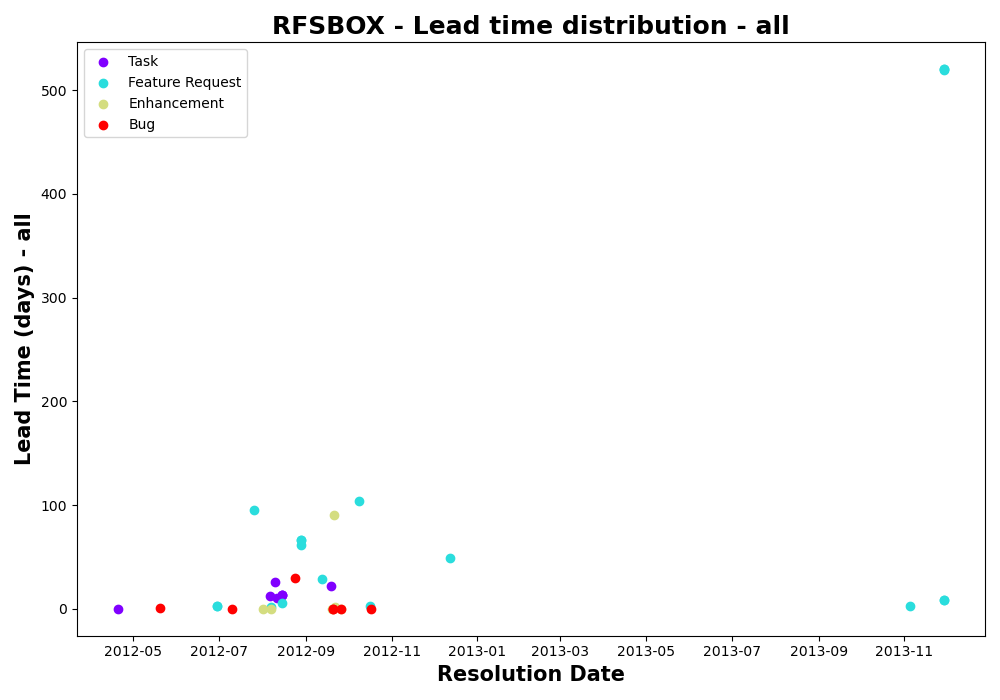 RFSBOX - Lead time distribution - all
Task
Feature Request
Enhancement
Bug
Lead Time (days) - all
500
400
300
200
100
0
2012-05 2012-07 2012-09 2012-11 2013-01 2013-03 2013-05 2013-07 2013-09 2013-11
Resolution Date